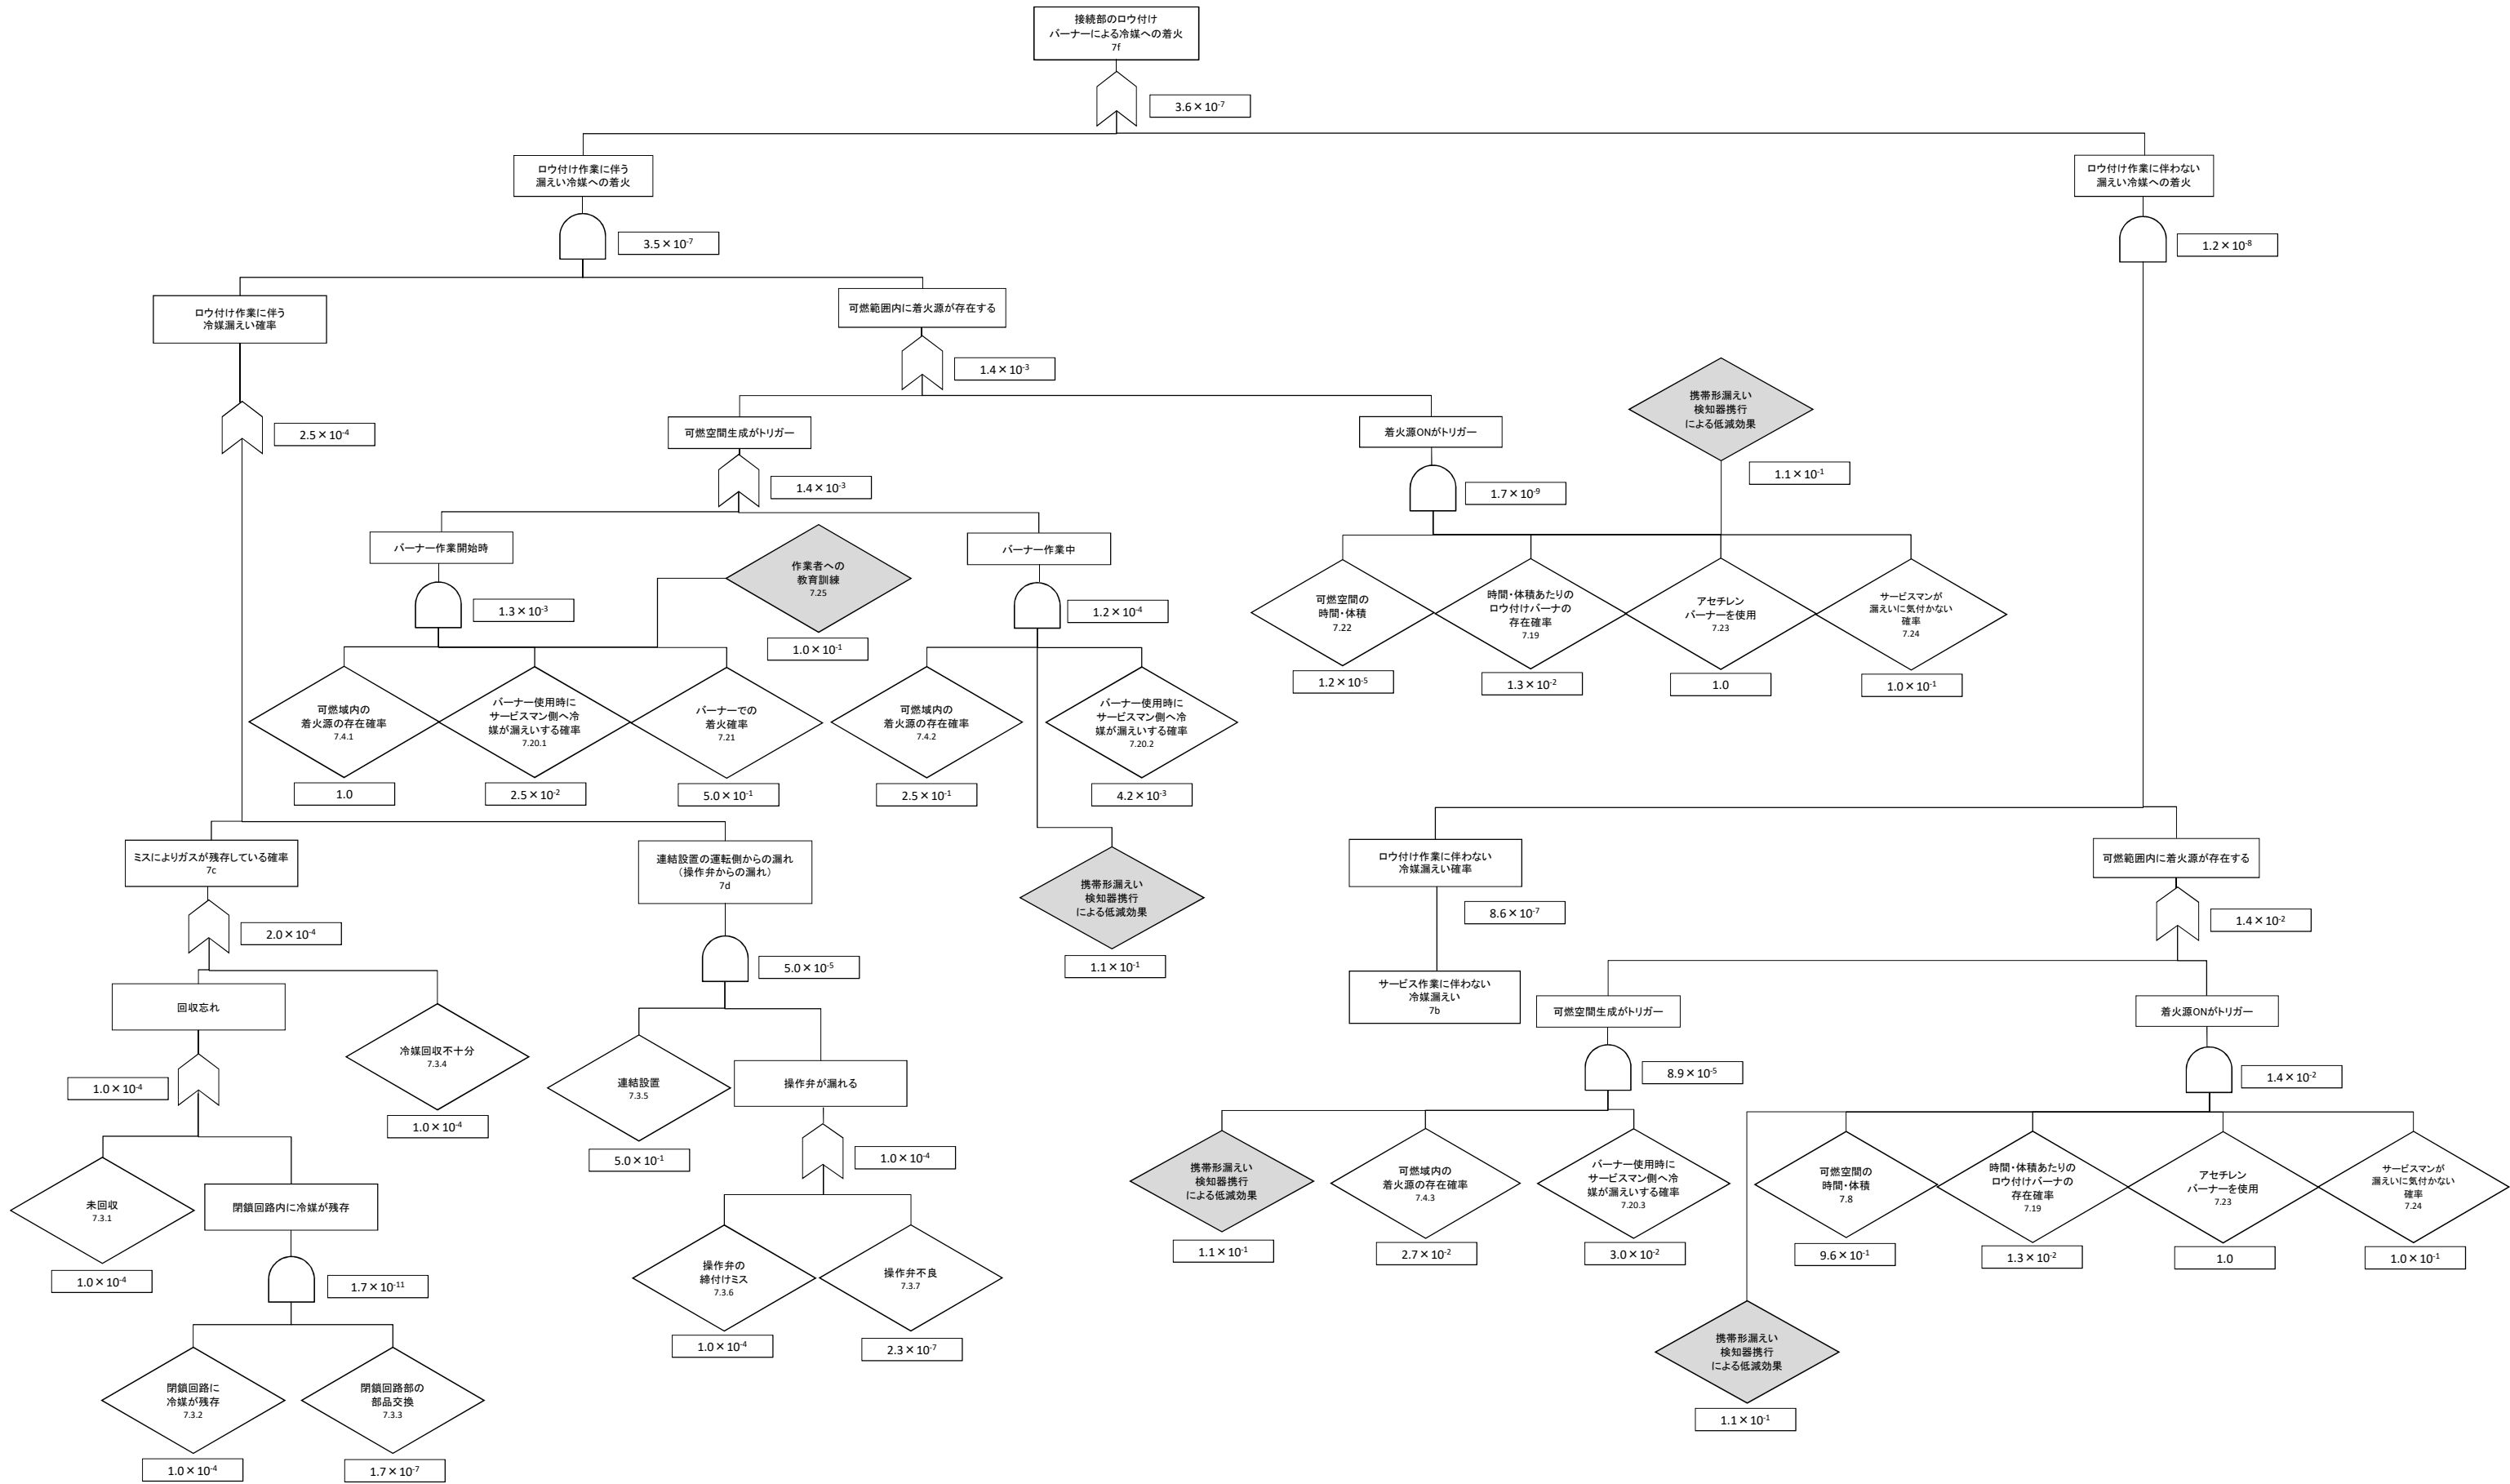 接続部のロウ付け
バーナーによる冷媒への着火
7f
3.6×10⁻⁷
ロウ付け作業に伴う
漏えい冷媒への着火
3.5×10⁻⁷
ロウ付け作業に伴わない
漏えい冷媒への着火
1.2×10⁻⁸
ロウ付け作業に伴う
冷媒漏えい確率
2.5×10⁻⁴
可燃範囲内に着火源が存在する
1.4×10⁻³
可燃空間生成がトリガー
1.4×10⁻³
着火源ONがトリガー
1.7×10⁻⁹
携帯形漏えい
検知器携行
による低減効果
1.1×10⁻¹
バーナー作業開始時
1.3×10⁻³
作業者への
教育訓練
7.25
1.0×10⁻¹
バーナー作業中
1.2×10⁻⁴
可燃空間の
時間・体積
7.22
1.2×10⁻⁵
時間・体積あたりの
ロウ付けバーナの
存在確率
7.19
1.3×10⁻²
アセチレン
バーナーを使用
7.23
1.0
サービスマンが
漏えいに気付かない
確率
7.24
1.0×10⁻¹
可燃域内の
着火源の存在確率
7.4.1
1.0
バーナー使用時に
サービスマン側へ冷
媒が漏えいする確率
7.20.1
2.5×10⁻²
バーナーでの
着火確率
7.21
5.0×10⁻¹
可燃域内の
着火源の存在確率
7.4.2
2.5×10⁻¹
バーナー使用時に
サービスマン側へ冷
媒が漏えいする確率
7.20.2
4.2×10⁻³
携帯形漏えい
検知器携行
による低減効果
1.1×10⁻¹
ミスによりガスが残存している確率
7c
2.0×10⁻⁴
連結設置の運転側からの漏れ
（操作弁からの漏れ）
7d
5.0×10⁻⁵
回収忘れ
1.0×10⁻⁴
冷媒回収不十分
7.3.4
1.0×10⁻⁴
未回収
7.3.1
1.0×10⁻⁴
閉鎖回路内に冷媒が残存
1.7×10⁻¹¹
閉鎖回路に
冷媒が残存
7.3.2
1.0×10⁻⁴
閉鎖回路部の
部品交換
7.3.3
1.7×10⁻⁷
連結設置
7.3.5
5.0×10⁻¹
操作弁が漏れる
1.0×10⁻⁴
操作弁の
締付けミス
7.3.6
1.0×10⁻⁴
操作弁不良
7.3.7
2.3×10⁻⁷
ロウ付け作業に伴わない
冷媒漏えい確率
8.6×10⁻⁷
サービス作業に伴わない
冷媒漏えい
7b
可燃範囲内に着火源が存在する
1.4×10⁻²
可燃空間生成がトリガー
8.9×10⁻⁵
着火源ONがトリガー
1.4×10⁻²
携帯形漏えい
検知器携行
による低減効果
1.1×10⁻¹
可燃域内の
着火源の存在確率
7.4.3
2.7×10⁻²
バーナー使用時に
サービスマン側へ冷
媒が漏えいする確率
7.20.3
3.0×10⁻²
可燃空間の
時間・体積
7.8
9.6×10⁻¹
時間・体積あたりの
ロウ付けバーナの
存在確率
7.19
1.3×10⁻²
アセチレン
バーナーを使用
7.23
1.0
サービスマンが
漏えいに気付かない
確率
7.24
1.0×10⁻¹
携帯形漏えい
検知器携行
による低減効果
1.1×10⁻¹